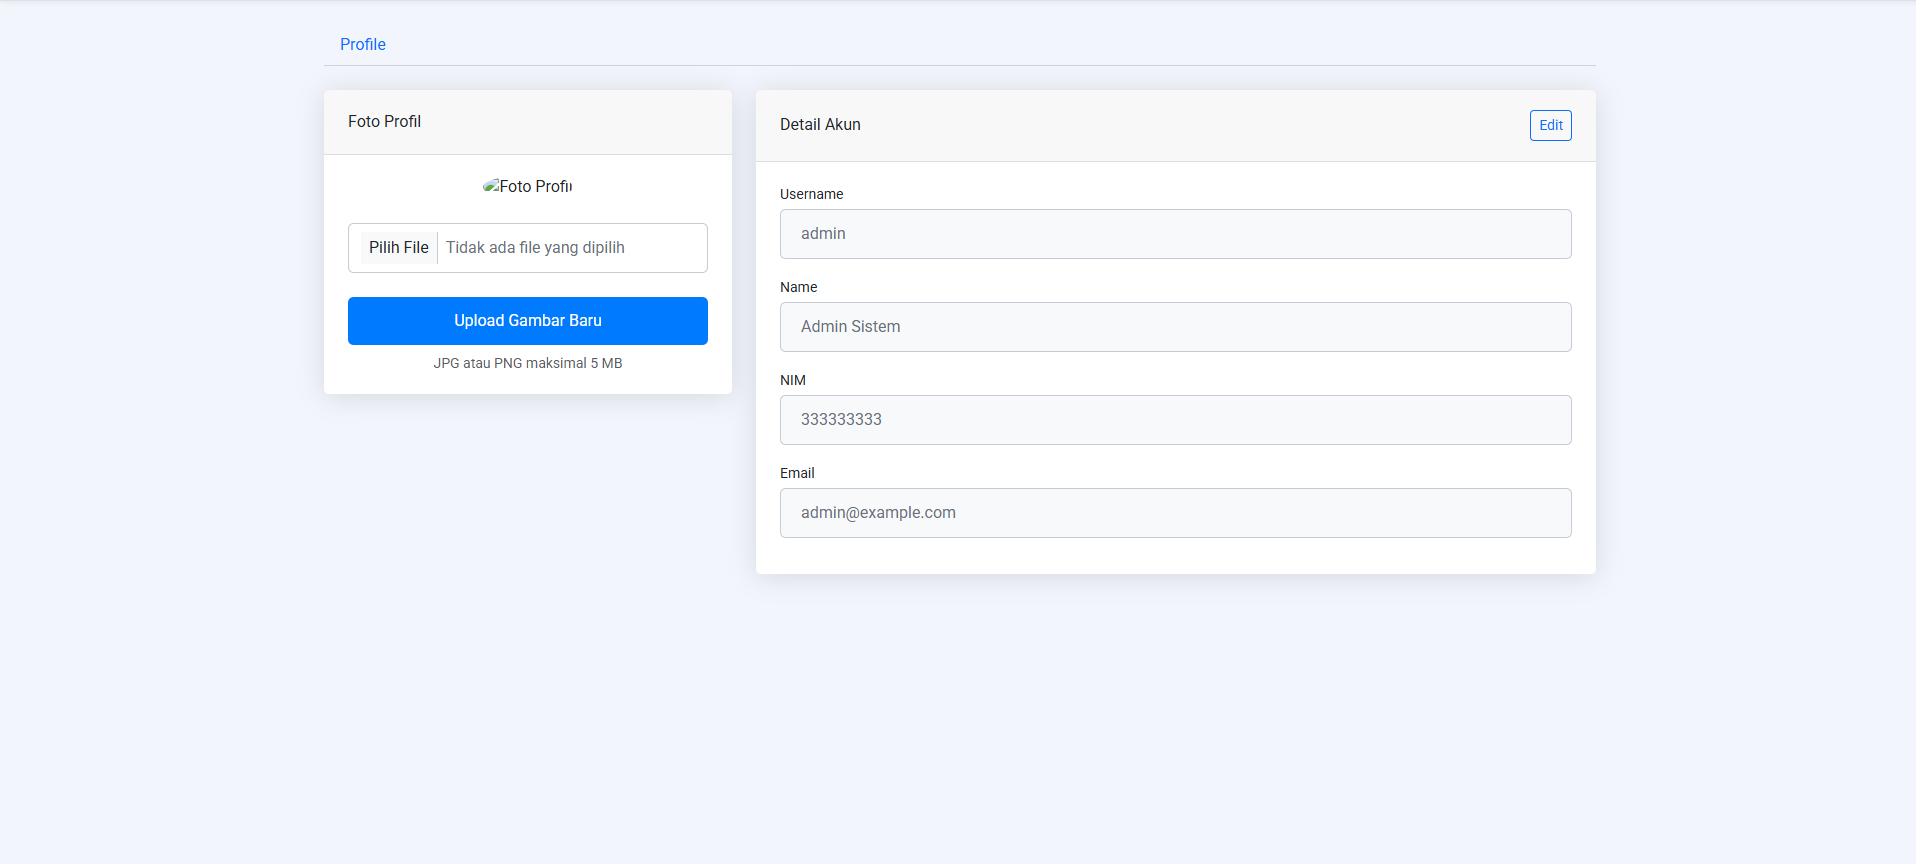 Profile
Foto Profil
Foto Profil
Pilih File Tidak ada file yang dipilih
Upload Gambar Baru
JPG atau PNG maksimal 5 MB
Detail Akun
Edit
Username
admin
Name
Admin Sistem
NIM
333333333
Email
admin@example.com